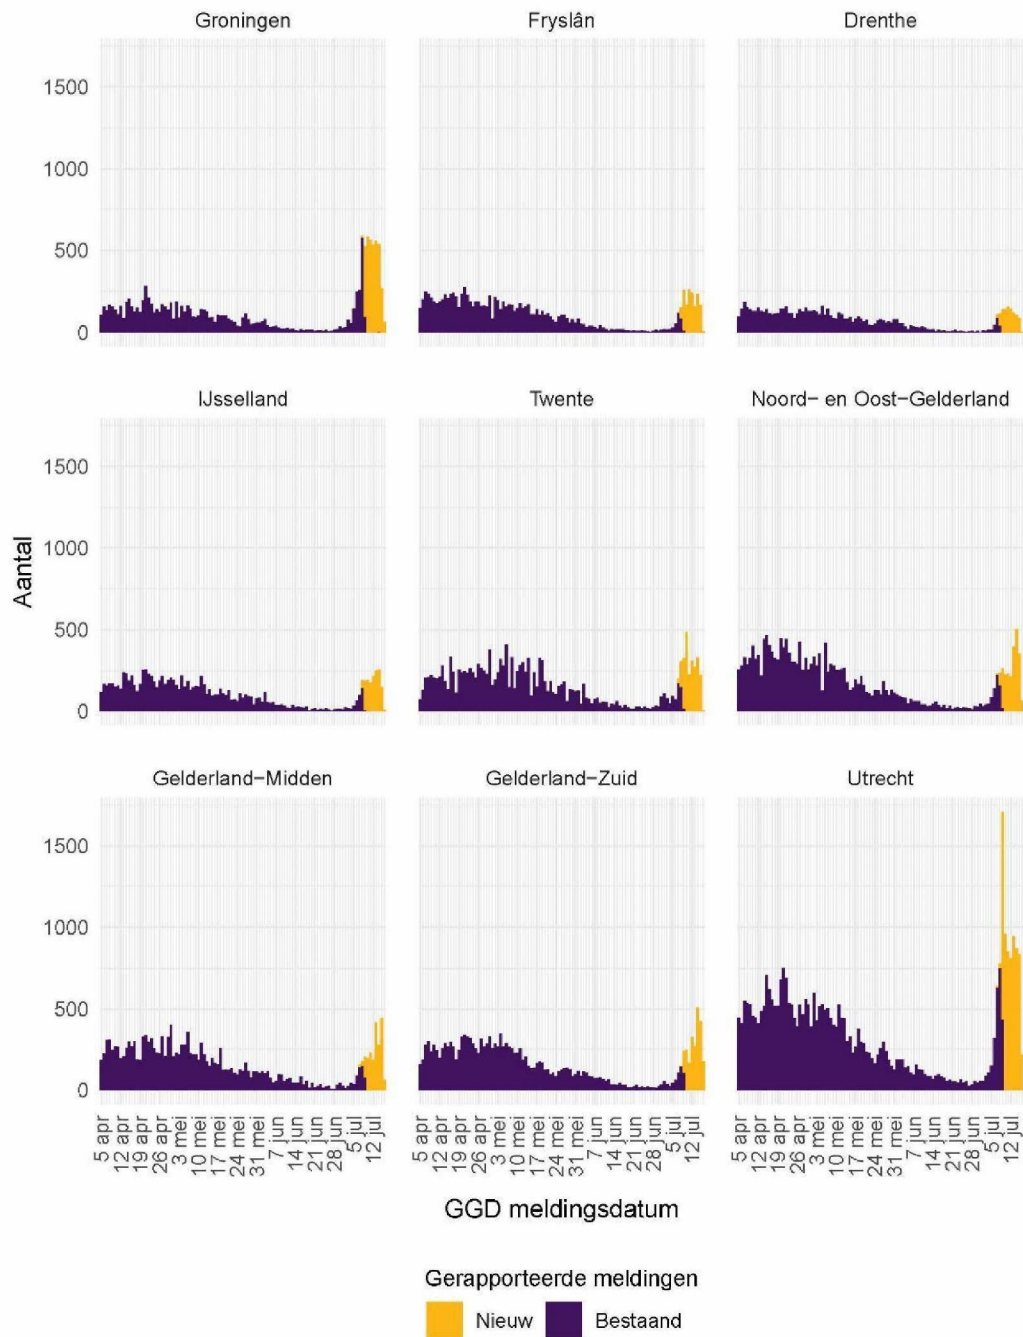 Groningen
Fryslân
Drenthe
1500
1000
500
0
IJsselland
Twente
Noord- en Oost-Gelderland
1500
1000
500
0
Aantal
Gelderland-Midden
Gelderland-Zuid
Utrecht
1500
1000
500
0
5 apr
12 apr
19 apr
26 apr
3 mei
10 mei
17 mei
24 mei
31 mei
7 jun
14 jun
21 jun
28 jun
5 jul
12 jul
5 apr
12 apr
19 apr
26 apr
3 mei
10 mei
17 mei
24 mei
31 mei
7 jun
14 jun
21 jun
28 jun
5 jul
12 jul
5 apr
12 apr
19 apr
26 apr
3 mei
10 mei
17 mei
24 mei
31 mei
7 jun
14 jun
21 jun
28 jun
5 jul
12 jul
GGD meldingsdatum
Gerapporteerde meldingen
Nieuw Bestaand